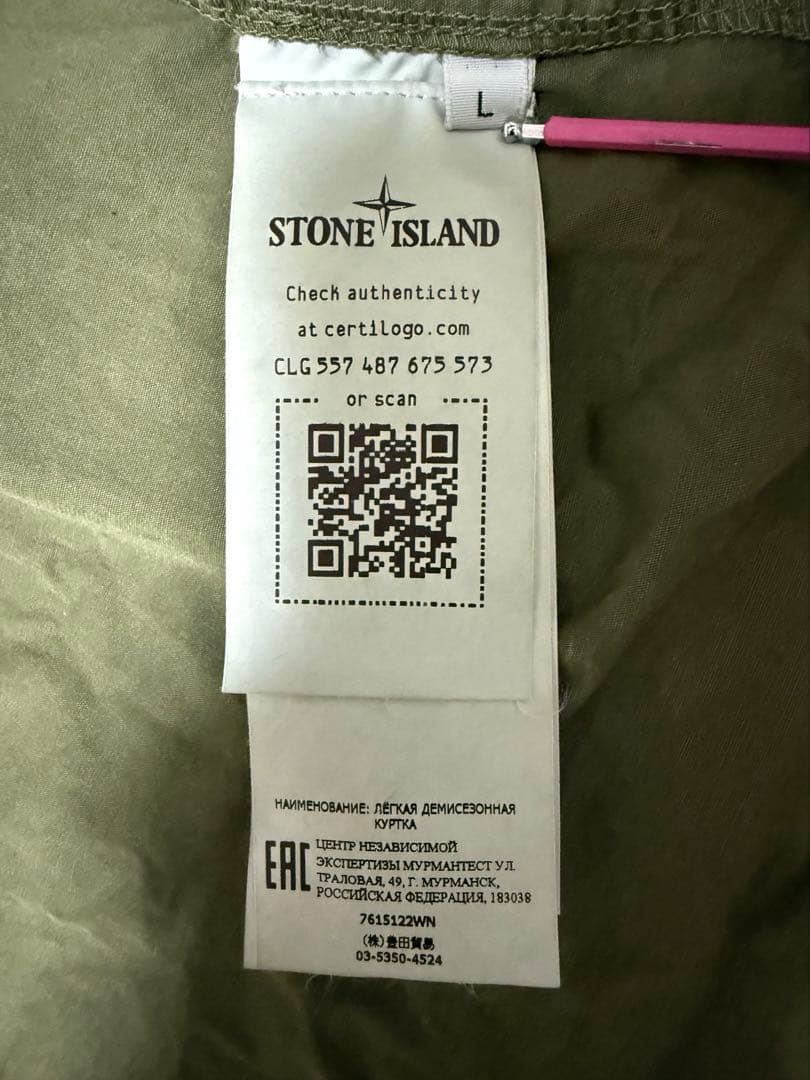 L
STONE ISLAND
Check authenticity
at certilogo.com
CLG 557 487 675 573
or scan
НАИМЕНОВАНИЕ: ЛЁГКАЯ ДЕМИСЕЗОННАЯ
КУРТКА
EAC ЦЕНТР НЕЗАВИСИМОЙ
ЭКСПЕРТИЗЫ МУРМАНТЕСТ УЛ.
ТРАЛОВАЯ, 49, Г. МУРМАНСК,
РОССИЙСКАЯ ФЕДЕРАЦИЯ, 183038
7615122WN
(株)豊田貿易
03-5350-4524